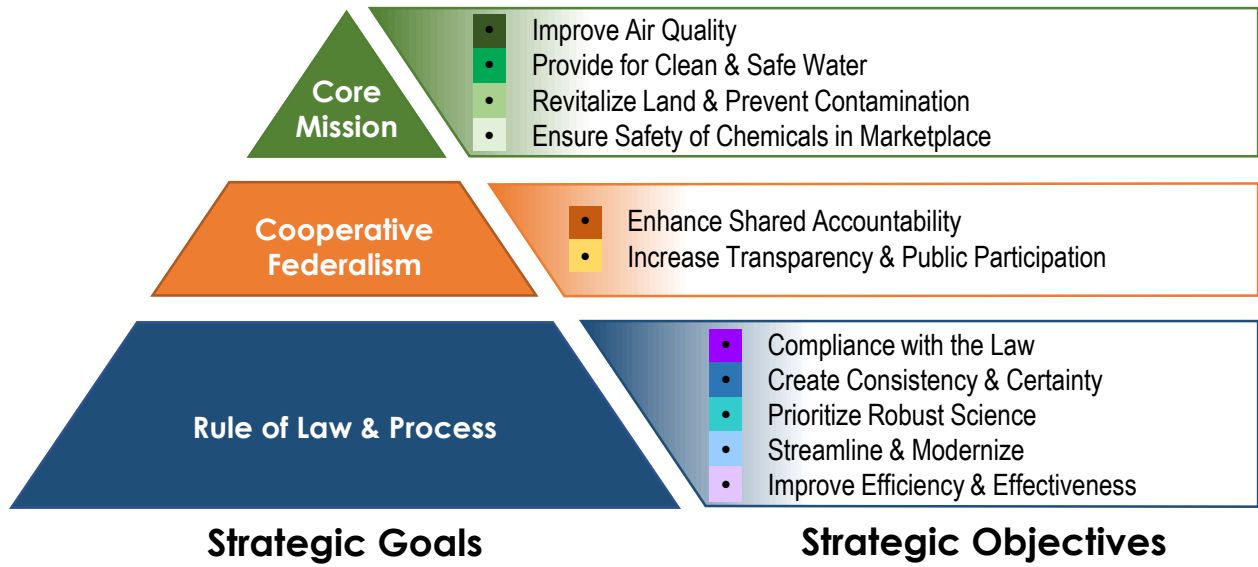 Core
Mission
• Improve Air Quality
• Provide for Clean & Safe Water
• Revitalize Land & Prevent Contamination
• Ensure Safety of Chemicals in Marketplace
Cooperative
Federalism
• Enhance Shared Accountability
• Increase Transparency & Public Participation
Rule of Law & Process
• Compliance with the Law
• Create Consistency & Certainty
• Prioritize Robust Science
• Streamline & Modernize
• Improve Efficiency & Effectiveness
Strategic Goals
Strategic Objectives